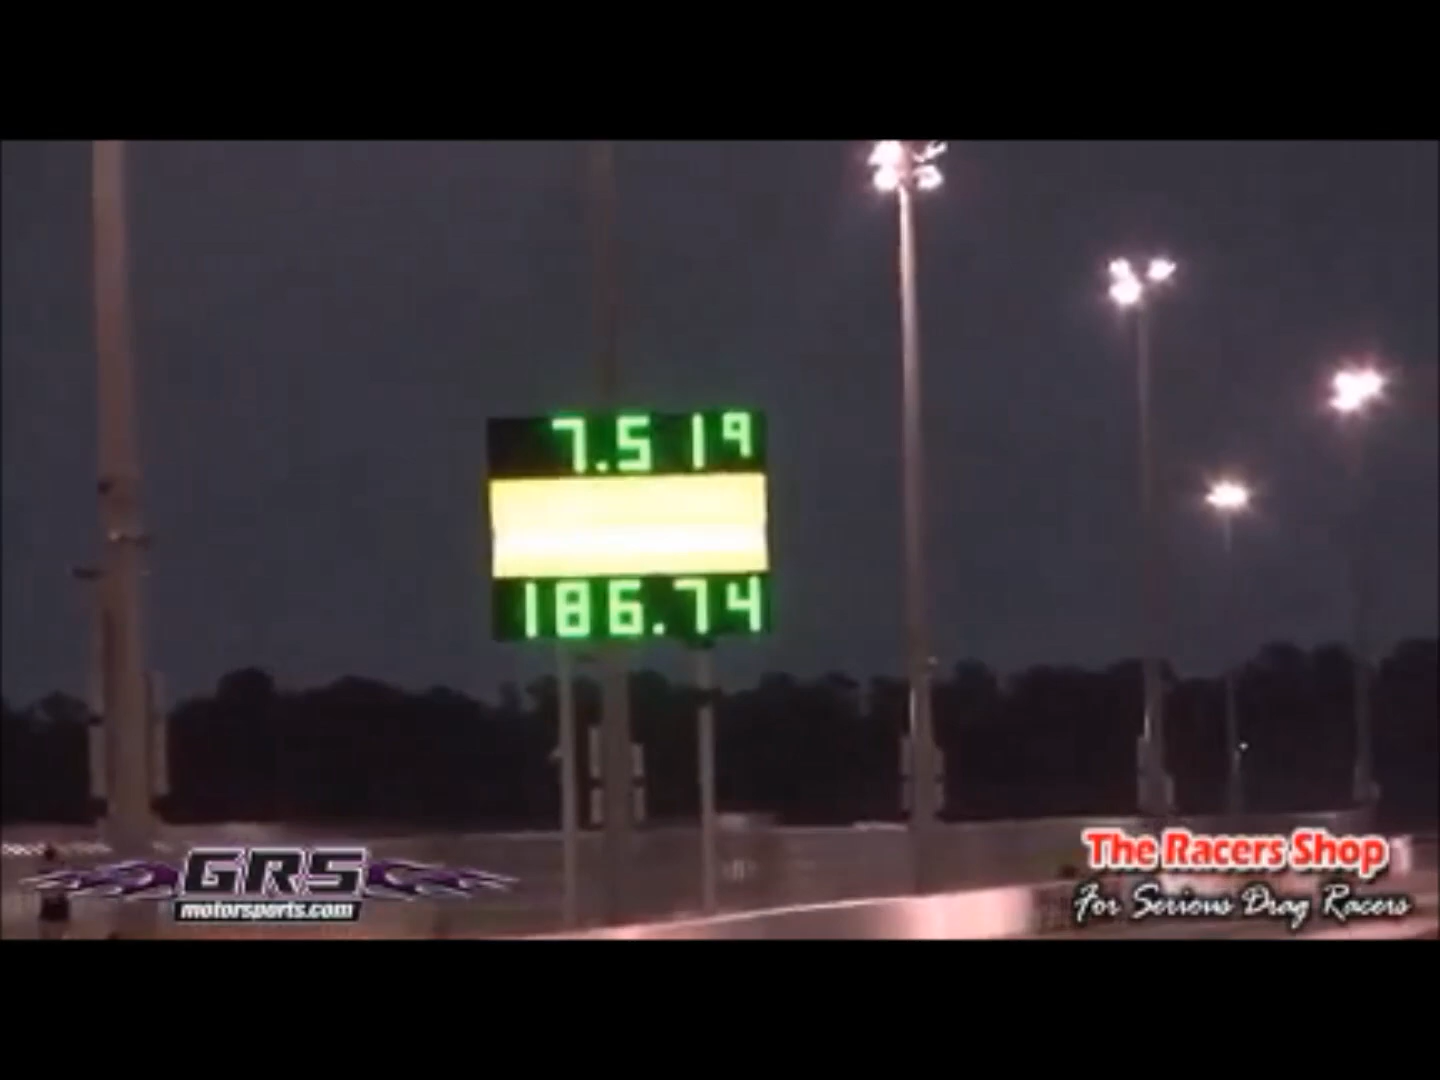 7.519
186.74
GRS
motorsports.com
The Racers Shop
For Serious Drag Racers